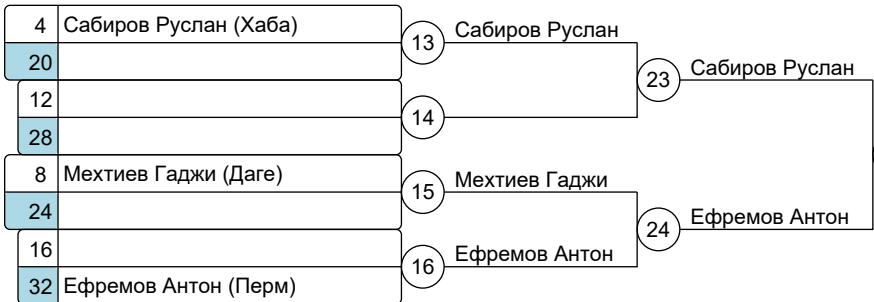 4 Сабиров Руслан (Хаба)
20
13 Сабиров Руслан
12
28
14
23 Сабиров Руслан
8 Мехтиев Гаджи (Даге)
24
15 Мехтиев Гаджи
16
32 Ефремов Антон (Перм)
16 Ефремов Антон
24 Ефремов Антон